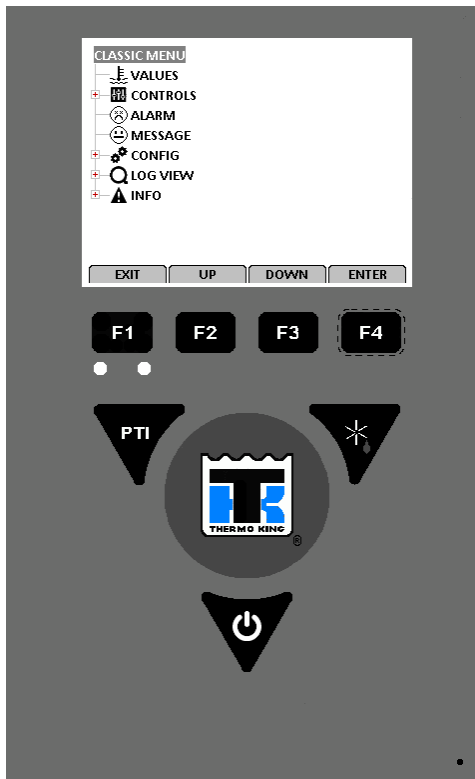 CLASSIC MENU
VALUES
CONTROLS
ALARM
MESSAGE
CONFIG
LOG VIEW
INFO
EXIT UP DOWN ENTER
F1 F2 F3 F4
PTI
THERMO KING
®